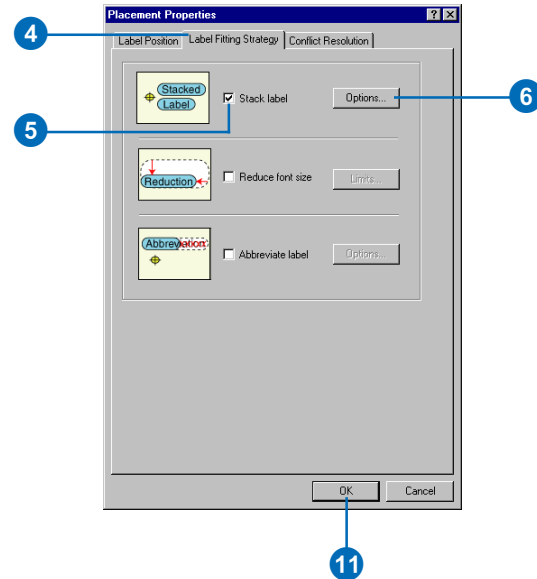 Placement Properties
4
Label Position Label Fitting Strategy Conflict Resolution
Stacked
Label
Stack label
Options...
6
5
Reduction
Reduce font size
Limits...
Abbreviation
Abbreviate label
Options...
OK
Cancel
11